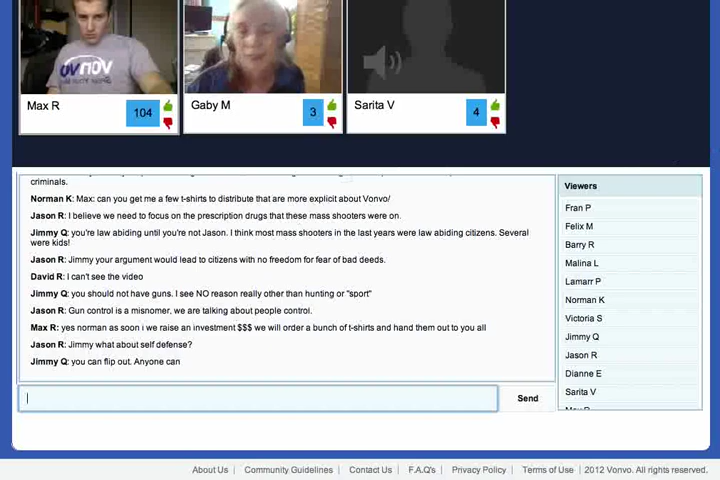 VONVO
Max R
104
Gaby M
3
Sarita V
4
criminals.
Norman K: Max: can you get me a few t-shirts to distribute that are more explicit about Vonvo/
Jason R: I believe we need to focus on the prescription drugs that these mass shooters were on.
Jimmy Q: you're law abiding until you're not Jason. I think most mass shooters in the last years were law abiding citizens. Several
were kids!
Jason R: Jimmy your argument would lead to citizens with no freedom for fear of bad deeds.
David R: I can't see the video
Jimmy Q: you should not have guns. I see NO reason really other than hunting or "sport"
Jason R: Gun control is a misnomer, we are talking about people control.
Max R: yes norman as soon i we raise an investment $$$ we will order a bunch of t-shirts and hand them out to you all
Jason R: Jimmy what about self defense?
Jimmy Q: you can flip out. Anyone can
Send
Viewers
Fran P
Felix M
Barry R
Malina L
Lamarr P
Norman K
Victoria S
Jimmy Q
Jason R
Dianne E
Sarita V
Max R
About Us | Community Guidelines | Contact Us | F.A.Q's | Privacy Policy | Terms of Use | 2012 Vonvo. All rights reserved.